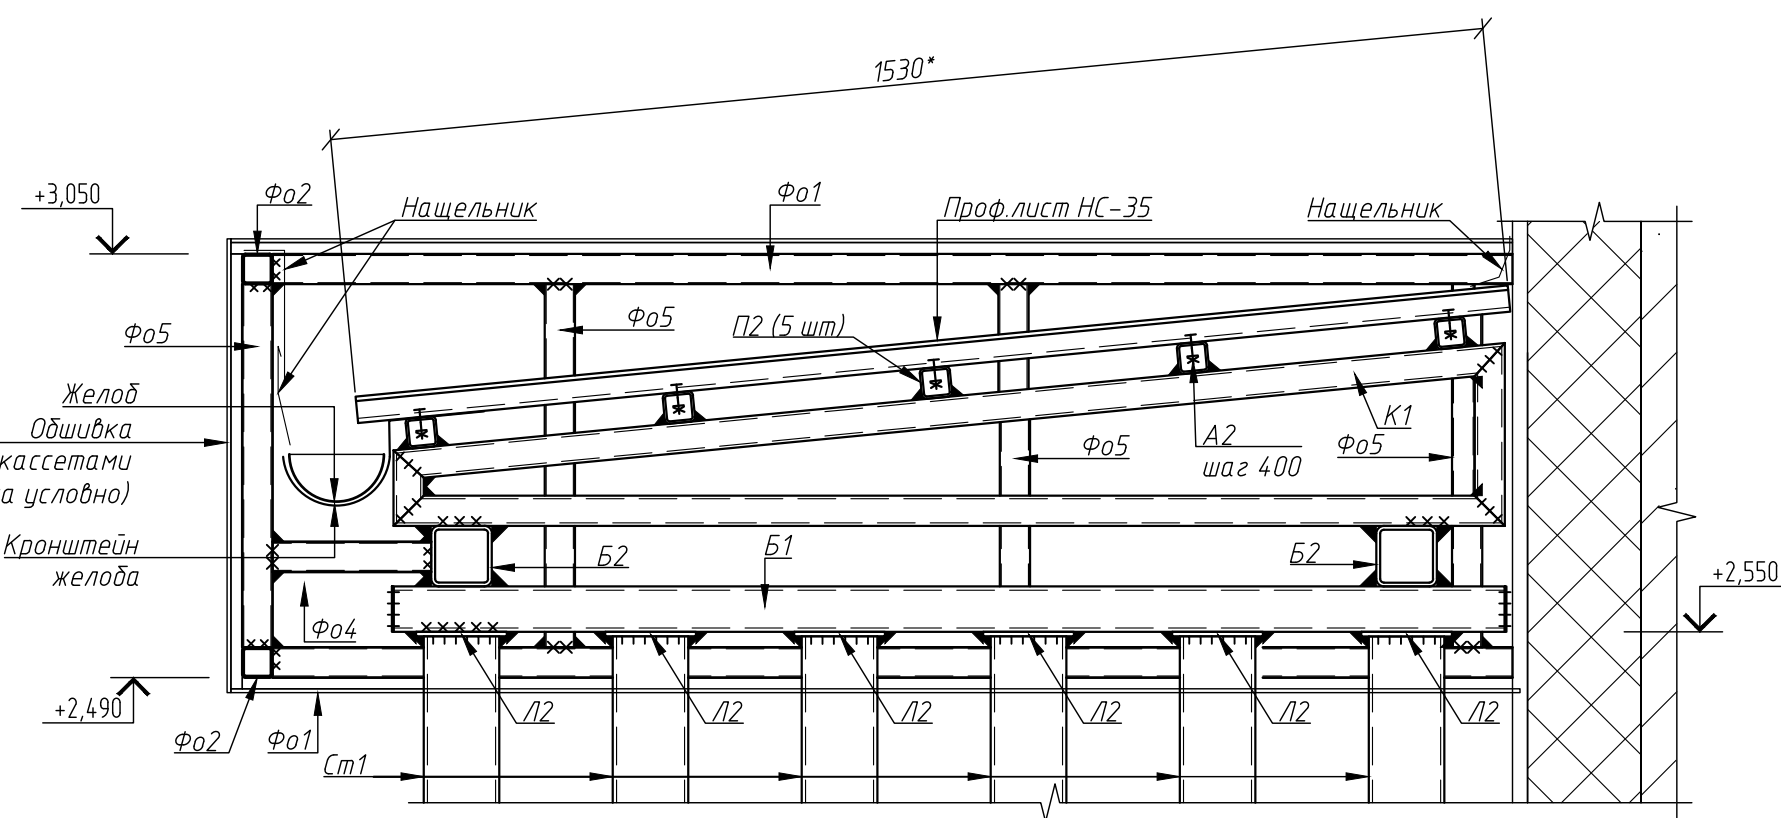 1530*
+3,050
Фо2
Нащельник
Фо1
Проф.лист НС-35
Нащельник
Фо5
Фо5
П2 (5 шт)
Желоб
Обшивка
кассетами
а условно)
К1
А2
шаг 400
Фо5
Фо5
Кронштейн
желоба
Б2
Б1
Б2
+2,550
Фо4
+2,490
Л2
Л2
Л2
Л2
Л2
Л2
Фо2
Фо1
Ст1